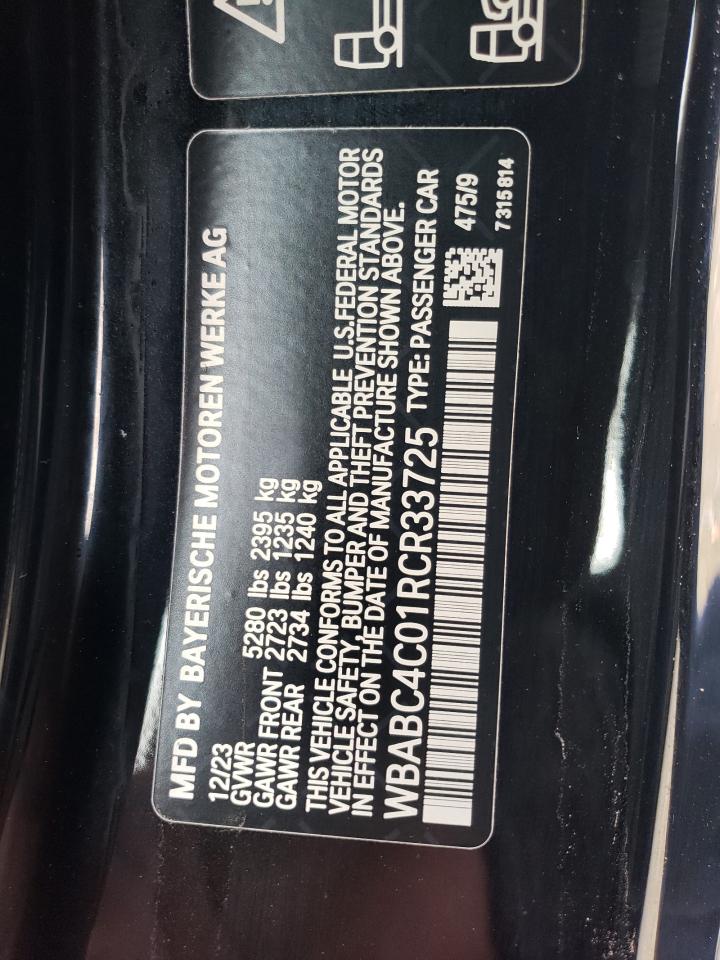 MFD BY BAYERISCHE MOTOREN WERKE AG
12/23
GVWR 5280 lbs 2395 kg
GAWR FRONT 2723 lbs 1235 kg
GAWR REAR 2734 lbs 1240 kg
THIS VEHICLE CONFORMS TO ALL APPLICABLE U.S.FEDERAL MOTOR
VEHICLE SAFETY, BUMPER AND THEFT PREVENTION STANDARDS
IN EFFECT ON THE DATE OF MANUFACTURE SHOWN ABOVE.
WBABC4C01RCR33725 TYPE: PASSENGER CAR
475/9
7315814